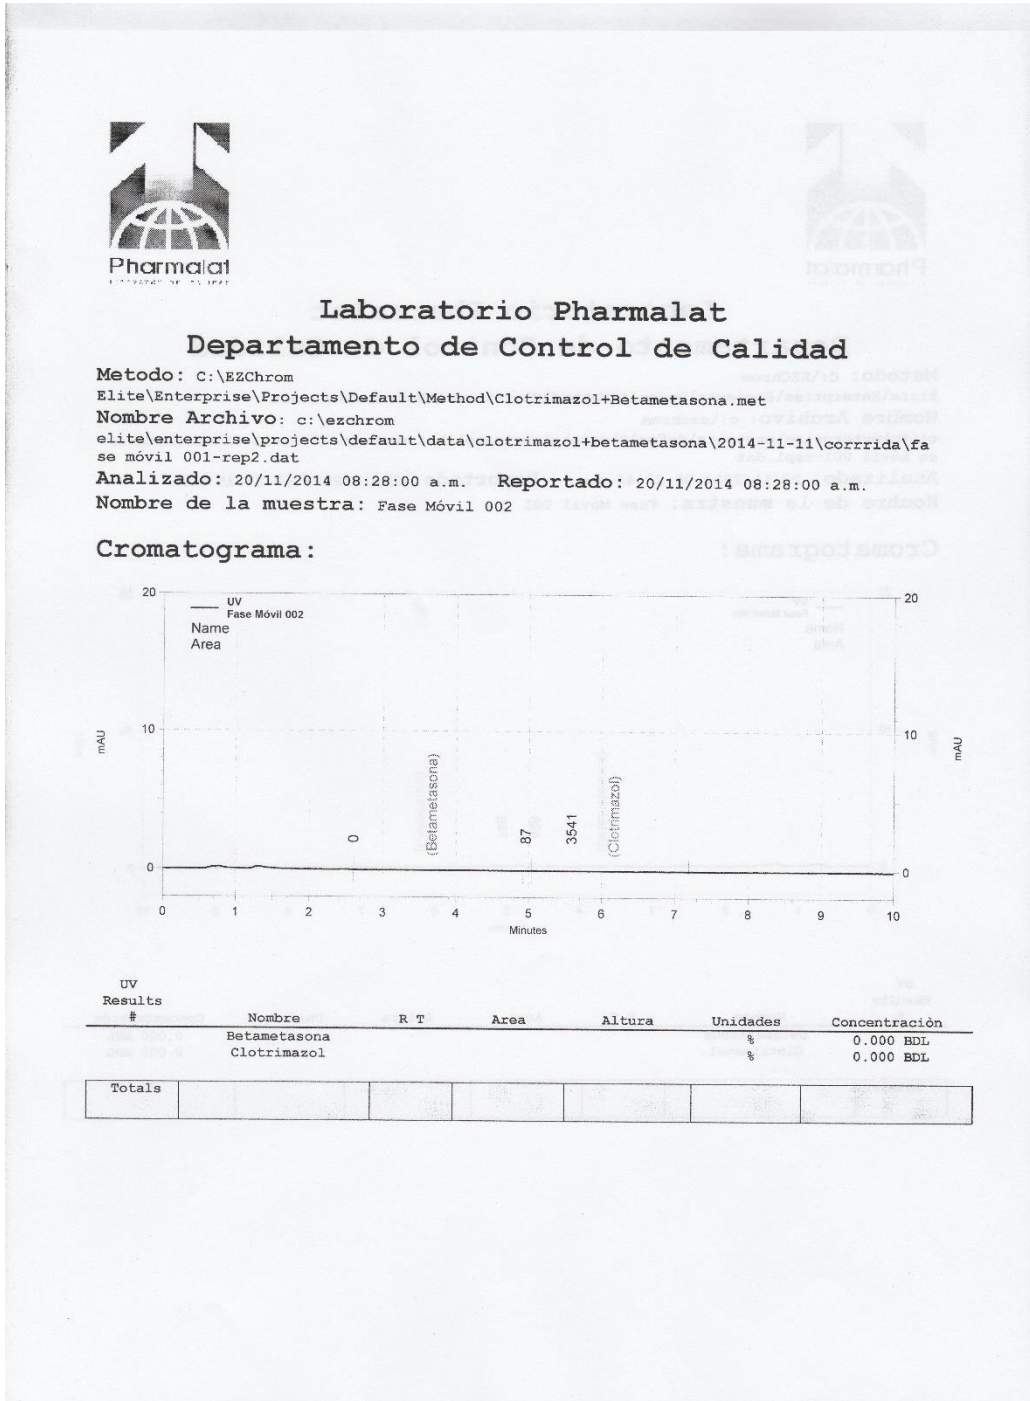 Pharmalat
Laboratorio Pharmalat
Departamento de Control de Calidad
Metodo: C:\EZChrom
Elite\Enterprise\Projects\Default\Method\Clotrimazol+Betametasona.met
Nombre Archivo: c:\ezchrom
elite\enterprise\projects\default\data\clotrimazol+betametasona\2014-11-11\corrrida\fa
se móvil 001-rep2.dat
Analizado: 20/11/2014 08:28:00 a.m. Reportado: 20/11/2014 08:28:00 a.m.
Nombre de la muestra: Fase Móvil 002
Cromatograma:
20 20
UV
Fase Móvil 002
Name
Area
mAU 10 10 mAU
0 (Betametasona) 87 3541 (Clotrimazol)
0 0
0 1 2 3 4 5 6 7 8 9 10
Minutes
UV
Results
# Nombre R T Area Altura Unidades Concentración
Betametasona % 0.000 BDL
Clotrimazol % 0.000 BDL
Totals